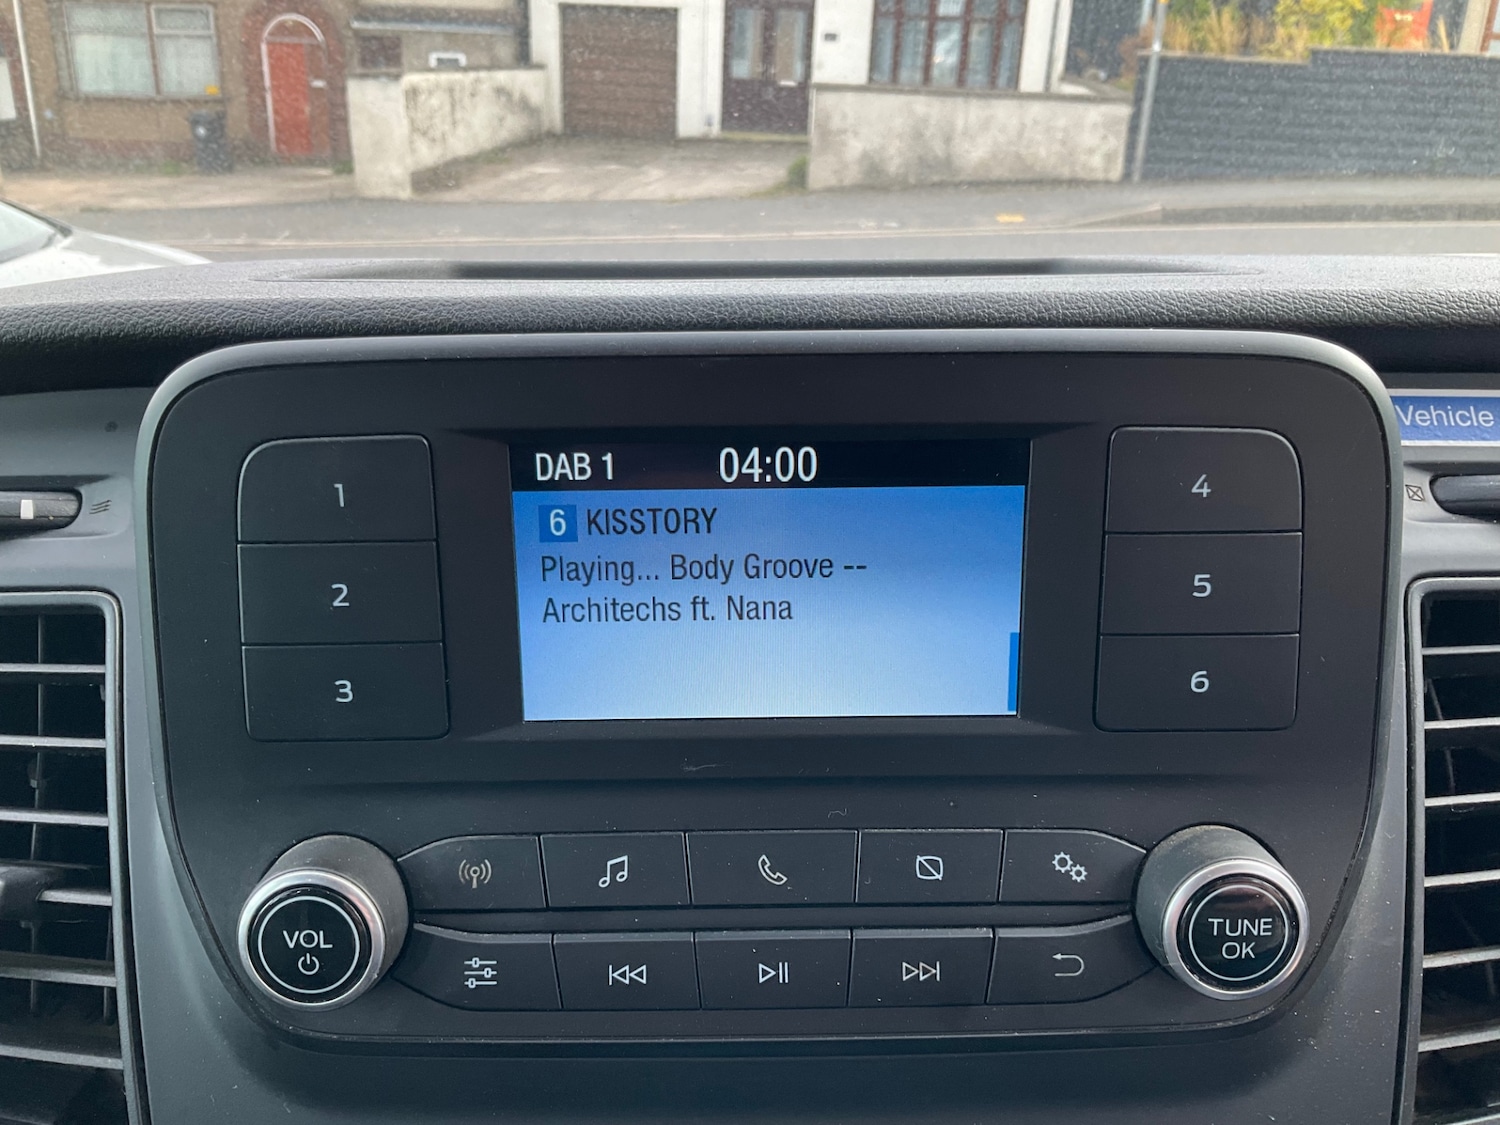 Vehicle
DAB 1 04:00
6 KISSTORY
Playing... Body Groove --
Architechs ft. Nana
1
2
3
4
5
6
VOL
TUNE
OK